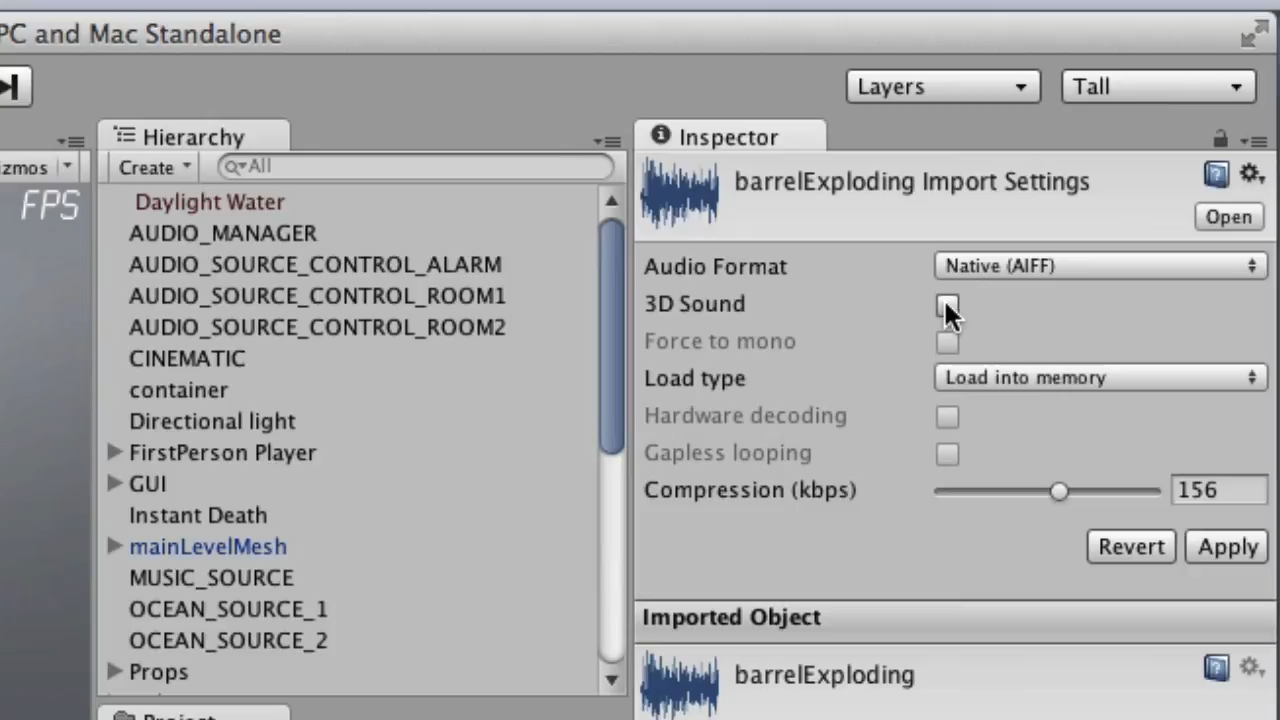 PC and Mac Standalone
Layers
Tall
Hierarchy
Inspector
izmos
Create
All
barrelExploding Import Settings
Open
FPS
Daylight Water
AUDIO_MANAGER
AUDIO_SOURCE_CONTROL_ALARM
AUDIO_SOURCE_CONTROL_ROOM1
AUDIO_SOURCE_CONTROL_ROOM2
CINEMATIC
container
Directional light
FirstPerson Player
GUI
Instant Death
mainLevelMesh
MUSIC_SOURCE
OCEAN_SOURCE_1
OCEAN_SOURCE_2
Props
Project
Audio Format
Native (AIFF)
3D Sound
Force to mono
Load type
Load into memory
Hardware decoding
Gapless looping
Compression (kbps)
156
Revert
Apply
Imported Object
barrelExploding